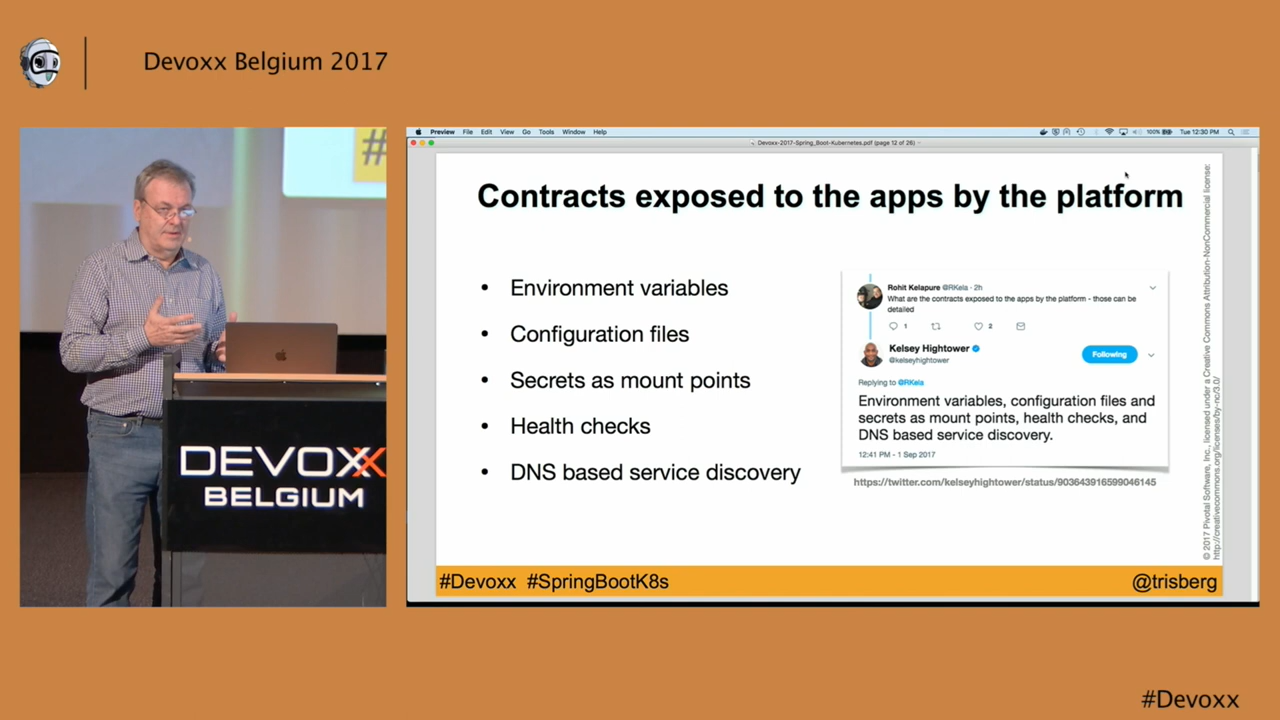 Devoxx Belgium 2017
#
DEVOXX
BELGIUM
Preview File Edit View Go Tools Window Help
100% Tue 12:30 PM
Devoxx-2017-Spring_Boot-Kubernetes.pdf (page 12 of 26)
Contracts exposed to the apps by the platform
• Environment variables
• Configuration files
• Secrets as mount points
• Health checks
• DNS based service discovery
Rohit Kelapure @RKela · 2h
What are the contracts exposed to the apps by the platform - those can be
detailed
1 2
Kelsey Hightower
@kelseyhightower
Following
Replying to @RKela
Environment variables, configuration files and
secrets as mount points, health checks, and
DNS based service discovery.
12:41 PM - 1 Sep 2017
https://twitter.com/kelseyhightower/status/903643916599046145
© 2017 Pivotal Software, Inc., licensed under a Creative Commons Attribution-NonCommercial license:
http://creativecommons.org/licenses/by-nc/3.0/
#Devoxx #SpringBootK8s
@trisberg
#Devoxx